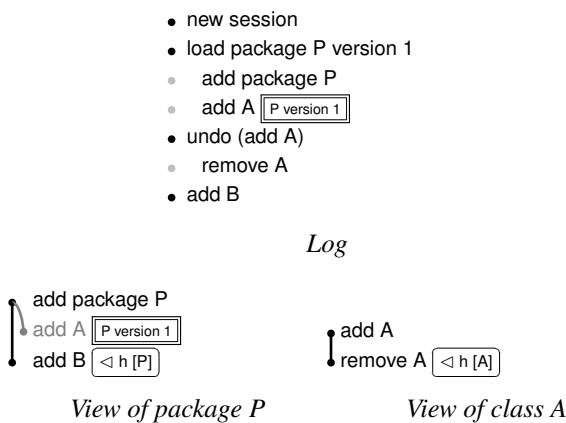 new session
load package P version 1
add package P
add A P version 1
undo (add A)
remove A
add B
Log
add package P
add A P version 1
add B ◁ h [P]
View of package P
add A
remove A ◁ h [A]
View of class A